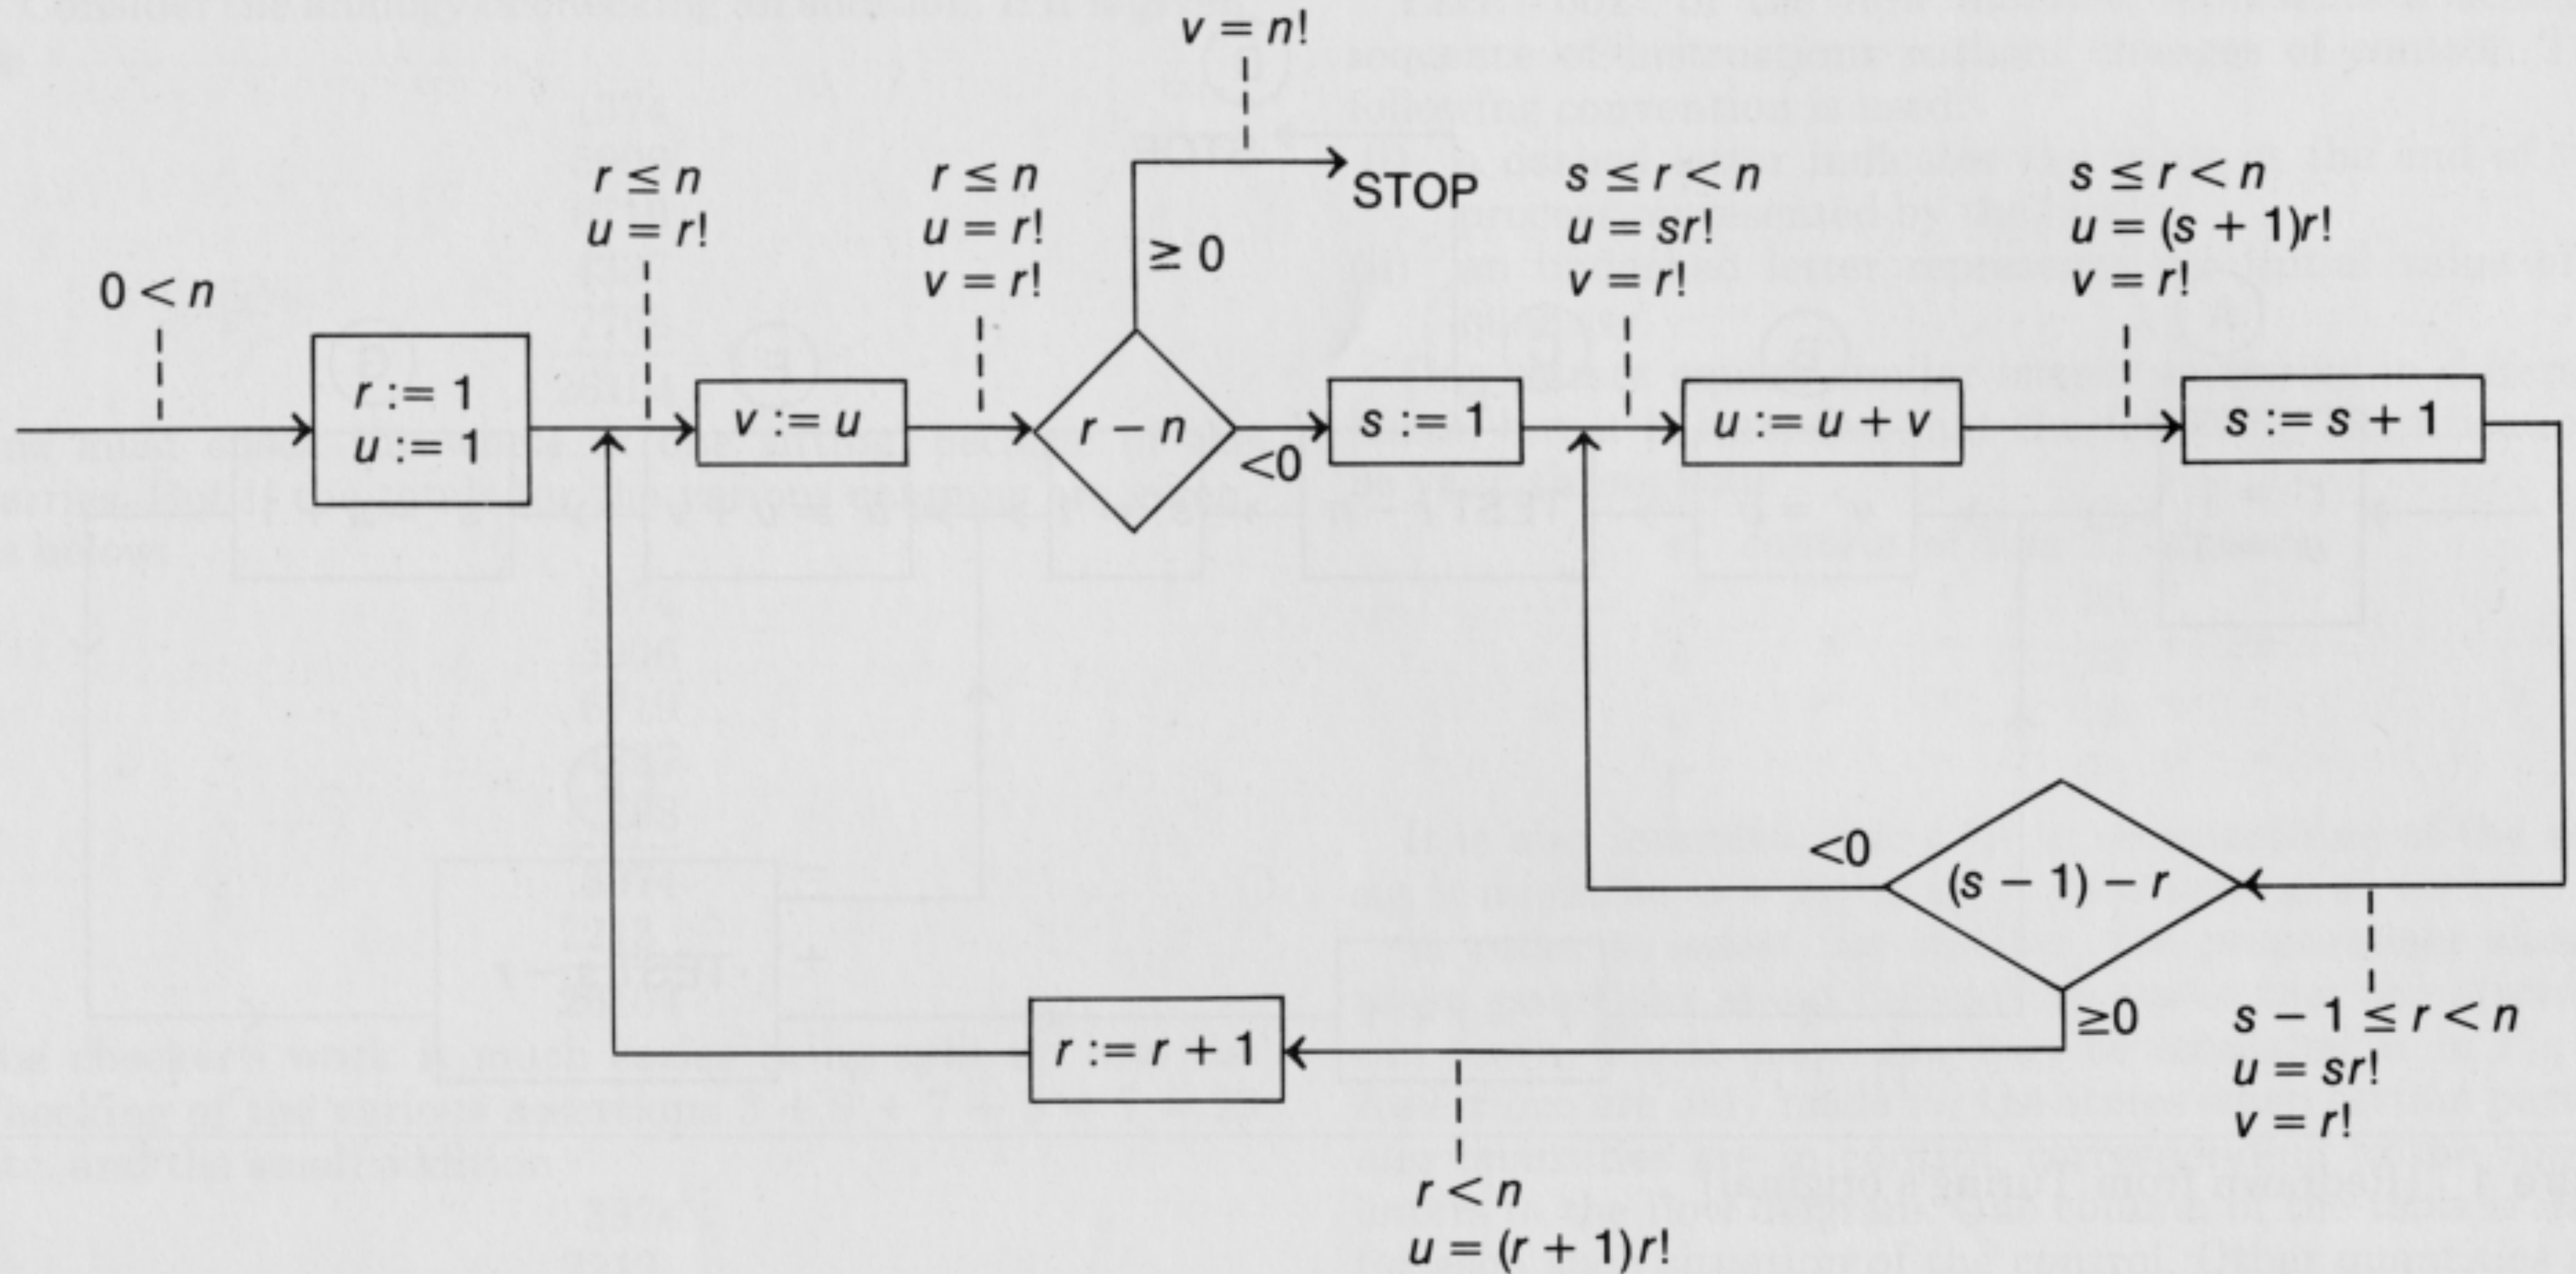 v = n!
r ≤ n
u = r!
r ≤ n
u = r!
v = r!
STOP
≥ 0
s ≤ r < n
u = sr!
v = r!
s ≤ r < n
u = (s + 1)r!
v = r!
0 < n
r := 1
u := 1
v := u
r − n
<0
s := 1
u := u + v
s := s + 1
<0
(s − 1) − r
≥0
s − 1 ≤ r < n
u = sr!
v = r!
r := r + 1
r < n
u = (r + 1)r!